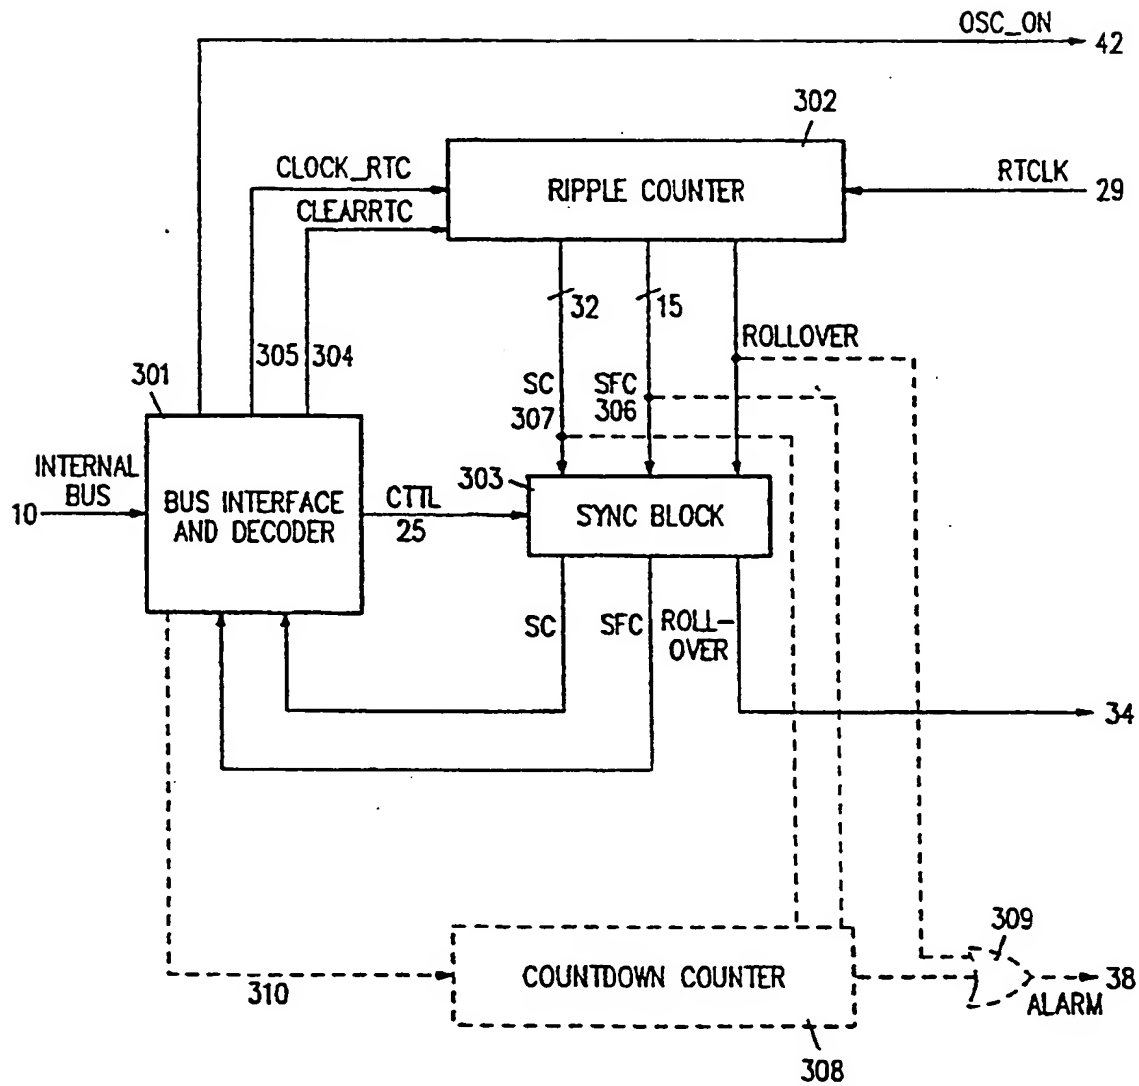 OSC_ON
42
302
CLOCK_RTC
RIPPLE COUNTER
RTCLK
29
CLEARRTC
32
15
ROLLOVER
305
304
301
SC
307
SFC
306
INTERNAL
BUS
10
BUS INTERFACE
AND DECODER
CTTL
25
303
SYNC BLOCK
SC
SFC
ROLL-
OVER
34
309
310
COUNTDOWN COUNTER
38
ALARM
308